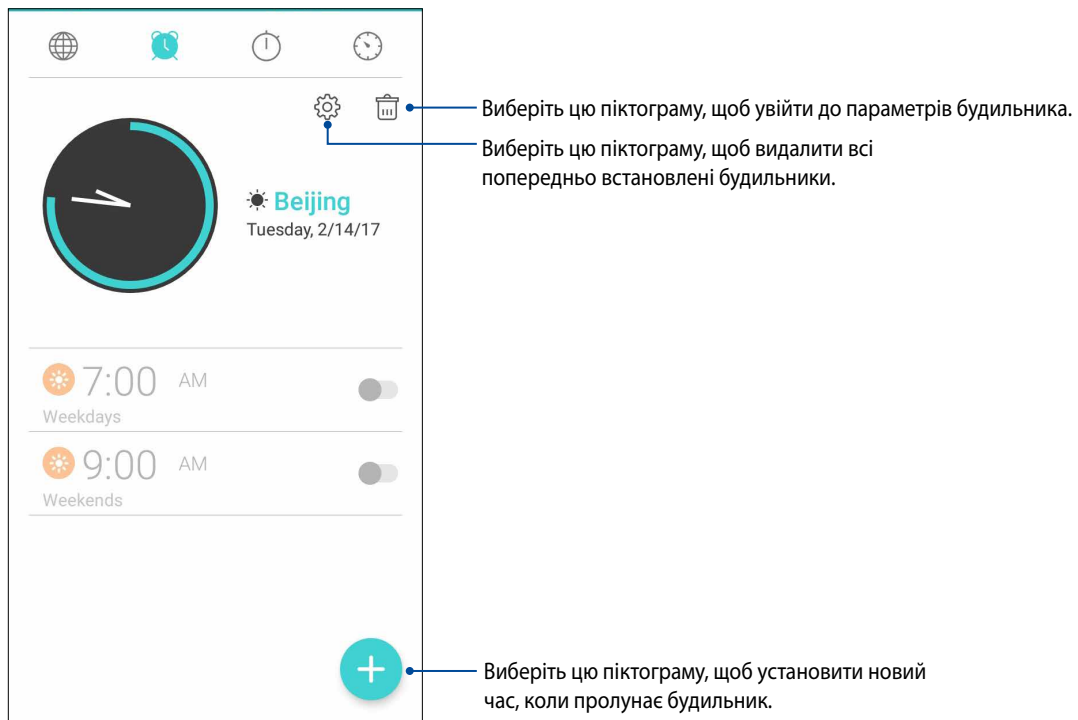 Виберіть цю піктограму, щоб увійти до параметрів будильника.
Виберіть цю піктограму, щоб видалити всі
попередньо встановлені будильники.
Beijing
Tuesday, 2/14/17
7:00 AM
Weekdays
9:00 AM
Weekends
Виберіть цю піктограму, щоб установити новий
час, коли пролунає будильник.